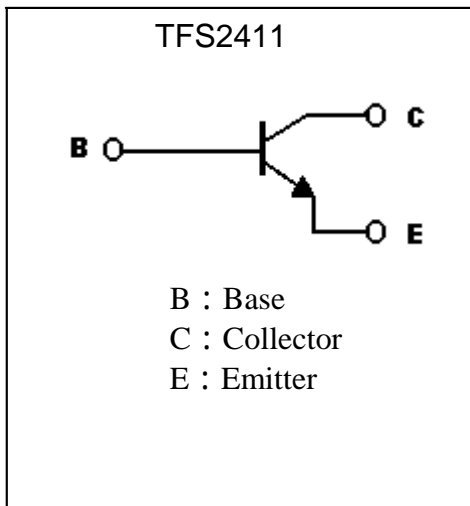 TFS2411
C
B
E
B：Base
C：Collector
E：Emitter